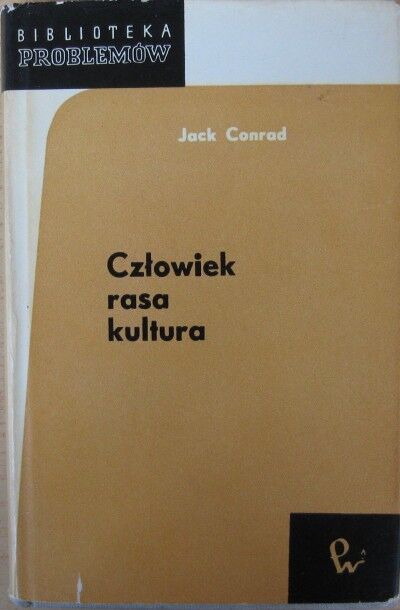 BIBLIOTEKA
PROBLEMÓW
Jack Conrad
Człowiek
rasa
kultura